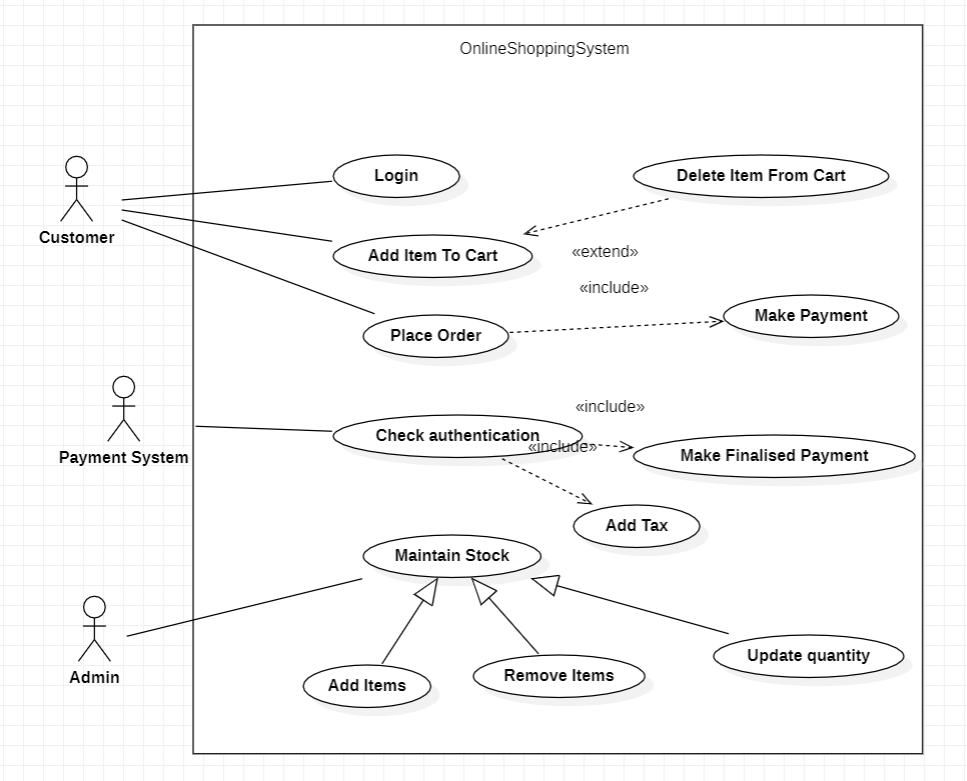 OnlineShoppingSystem
Login
Delete Item From Cart
Customer
Add Item To Cart
«extend»
«include»
Place Order
Make Payment
«include»
Check authentication
«include»
Payment System
Make Finalised Payment
Add Tax
Maintain Stock
Admin
Add Items
Remove Items
Update quantity